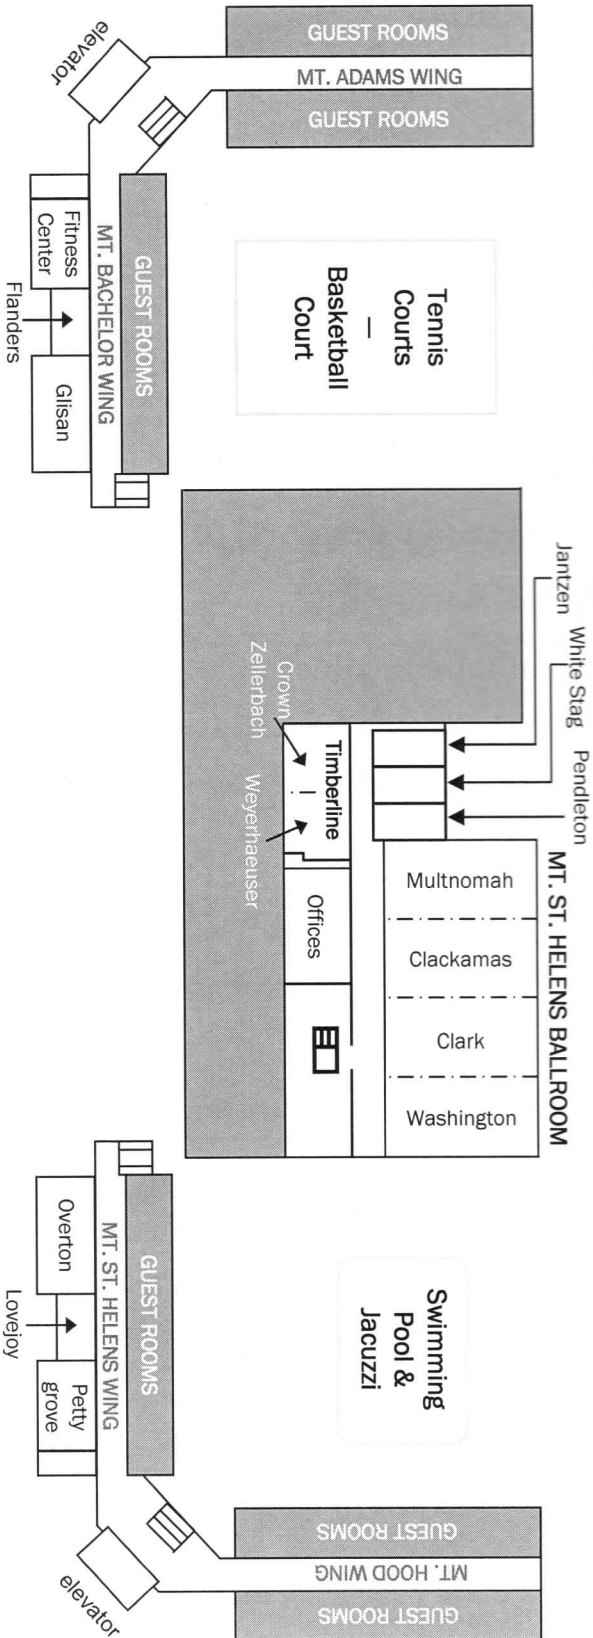 elevator
GUEST ROOMS
MT. ADAMS WING
GUEST ROOMS
Fitness
Center
MT. BACHELOR WING
GUEST ROOMS
Flanders
Glisan
Tennis
Courts
—
Basketball
Court
Jantzen
White Stag
Pendleton
Crown
Zellerbach
Weyerhaeuser
Timberline
Offices
MT. ST. HELENS BALLROOM
Multnomah
Clackamas
Clark
Washington
Overton
Lovejoy
Petty
grove
MT. ST. HELENS WING
GUEST ROOMS
Swimming
Pool &
Jacuzzi
GUEST ROOMS
MT. HOOD WING
GUEST ROOMS
elevator